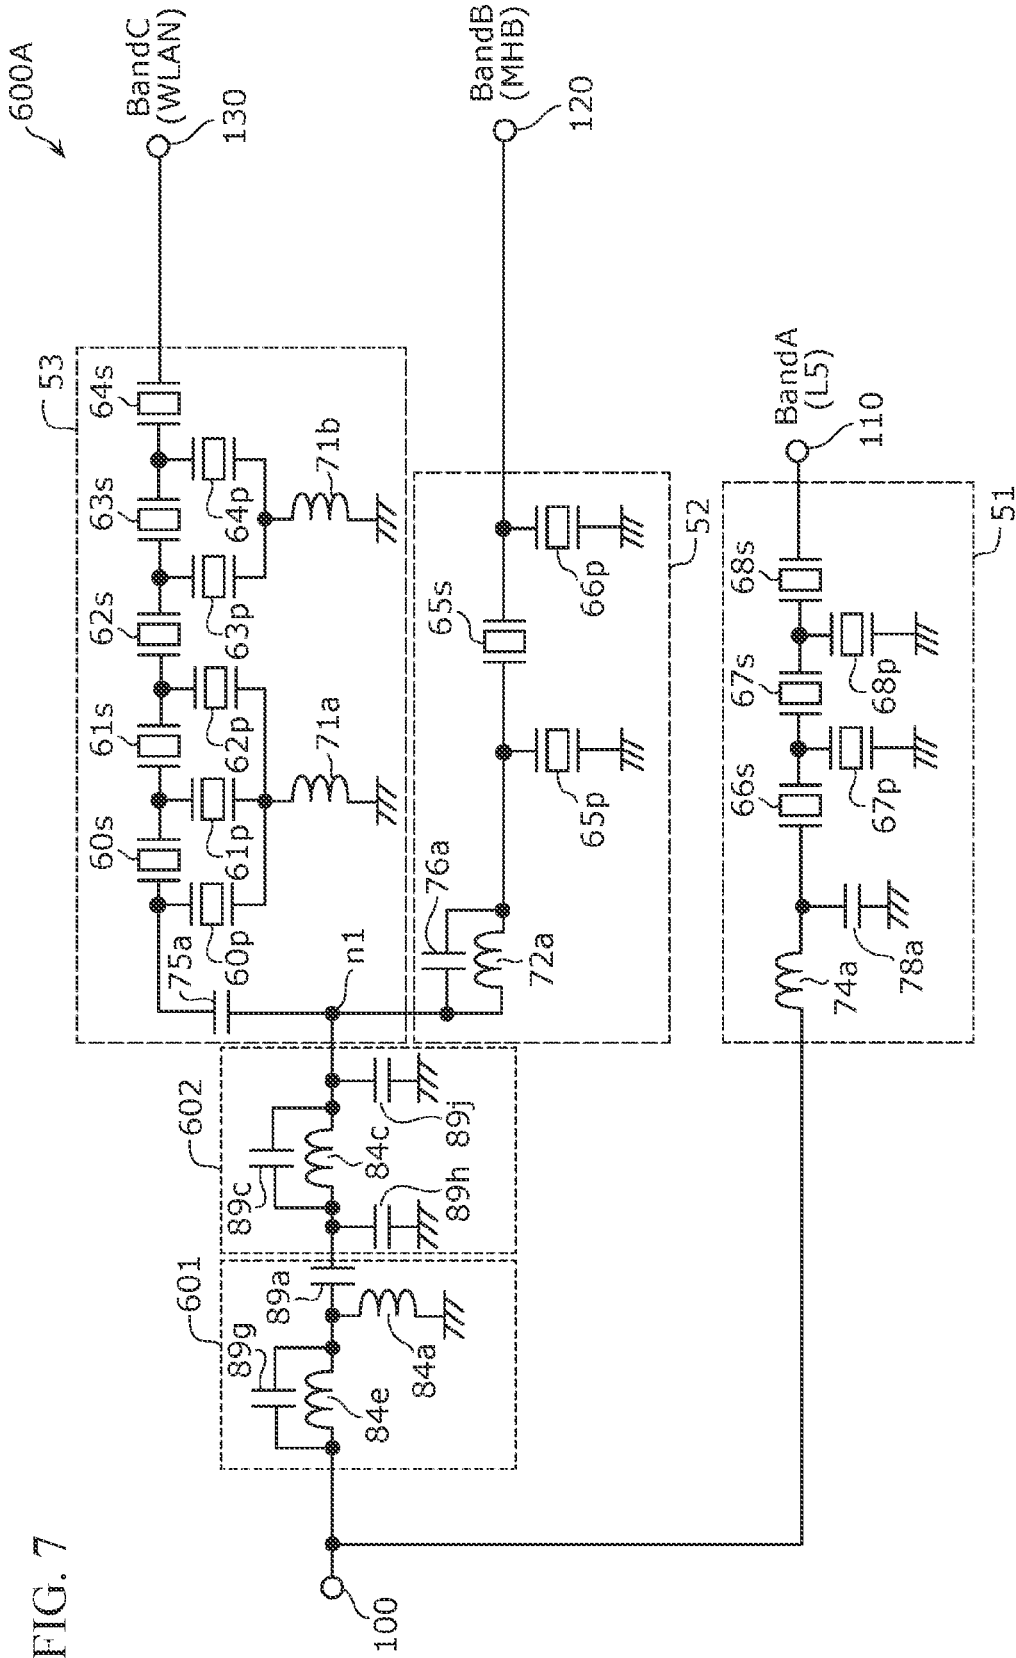 FIG. 7
600A
BandC
(WLAN)
130
53
60s
61s
62s
63s
64s
75a
60p
61p
62p
63p
64p
71a
71b
n1
BandB
(MHB)
120
76a
72a
65s
65p
66p
52
602
89c
84c
89h
89j
601
89g
89a
84e
84a
100
BandA
(L5)
110
66s
67s
68s
74a
78a
67p
68p
51